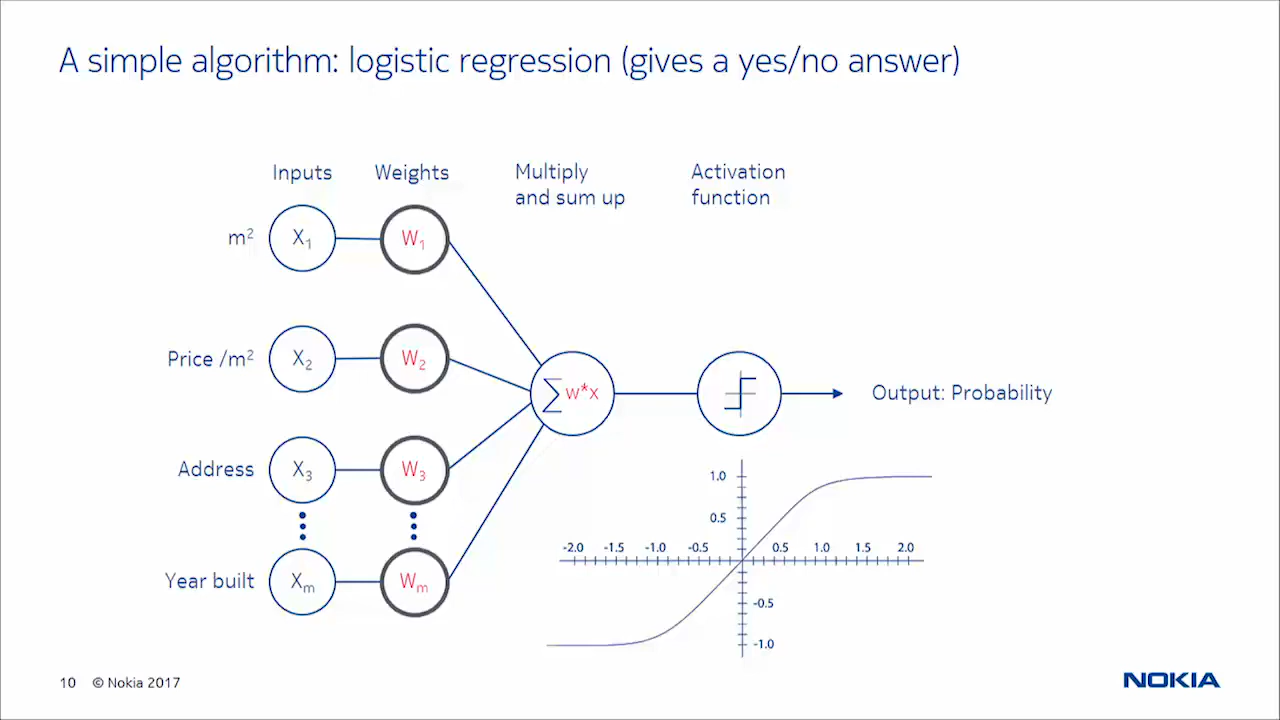 A simple algorithm: logistic regression (gives a yes/no answer)
Inputs
Weights
Multiply
and sum up
Activation
function
m²
X₁
W₁
Price /m²
X₂
W₂
∑ w*x
Output: Probability
Address
X₃
W₃
Year built
Xₘ
Wₘ
1.0
0.5
-2.0 -1.5 -1.0 -0.5 0.5 1.0 1.5 2.0
-0.5
-1.0
10 © Nokia 2017
NOKIA